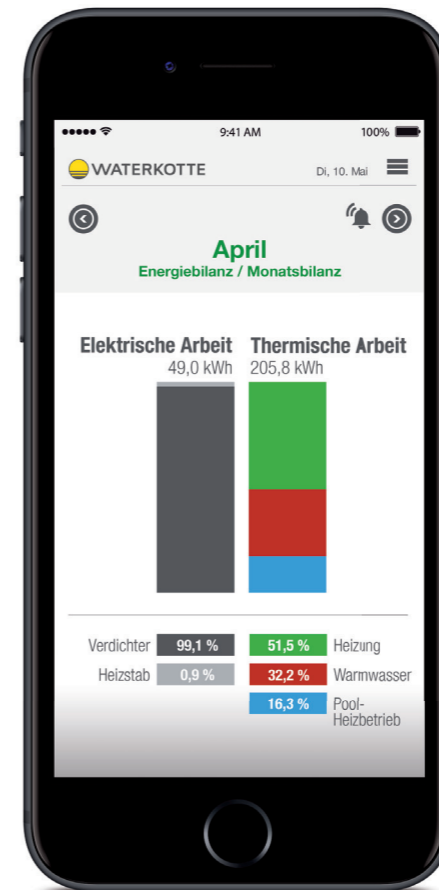 9:41 AM
100%
WATERKOTTE
Di, 10. Mai
April
Energiebilanz / Monatsbilanz
Elektrische Arbeit Thermische Arbeit
49,0 kWh 205,8 kWh
Verdichter 99,1 % 51,5 % Heizung
Heizstab 0,9 % 32,2 % Warmwasser
16,3 % Pool-
Heizbetrieb